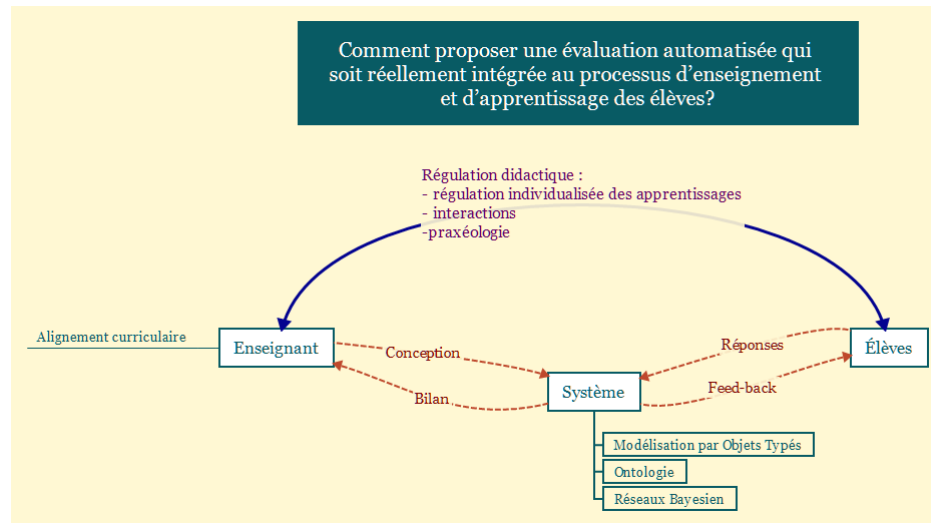 Comment proposer une évaluation automatisée qui
soit réellement intégrée au processus d'enseignement
et d'apprentissage des élèves?
Régulation didactique :
- régulation individualisée des apprentissages
- interactions
-praxéologie
Alignement curriculaire
Enseignant
Conception
Bilan
Système
Réponses
Feed-back
Élèves
Modélisation par Objets Typés
Ontologie
Réseaux Bayesien